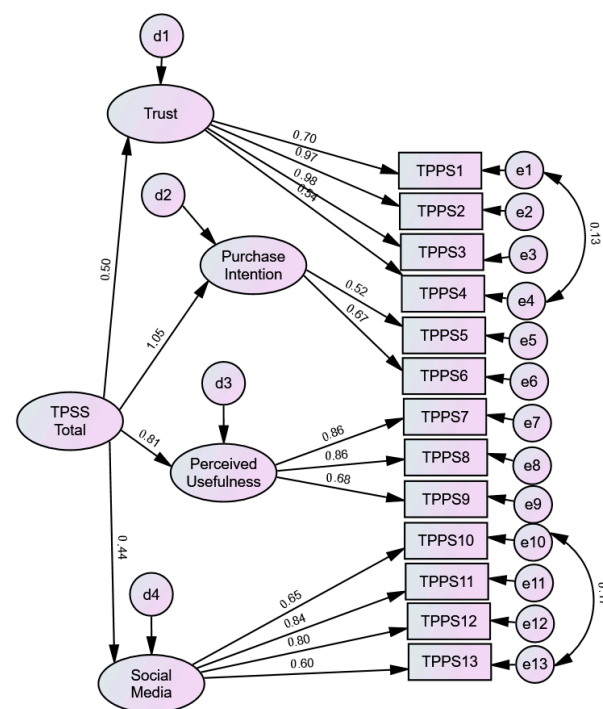 d1
Trust
0.70
0.97
0.98
0.54
TPPS1
e1
TPPS2
e2
TPPS3
e3
TPPS4
e4
0.13
d2
Purchase
Intention
0.52
0.67
TPPS5
e5
TPPS6
e6
0.50
1.05
TPSS
Total
0.81
0.44
d3
Perceived
Usefulness
0.86
0.86
0.68
TPPS7
e7
TPPS8
e8
TPPS9
e9
d4
Social
Media
0.65
0.84
0.80
0.60
TPPS10
e10
TPPS11
e11
TPPS12
e12
TPPS13
e13